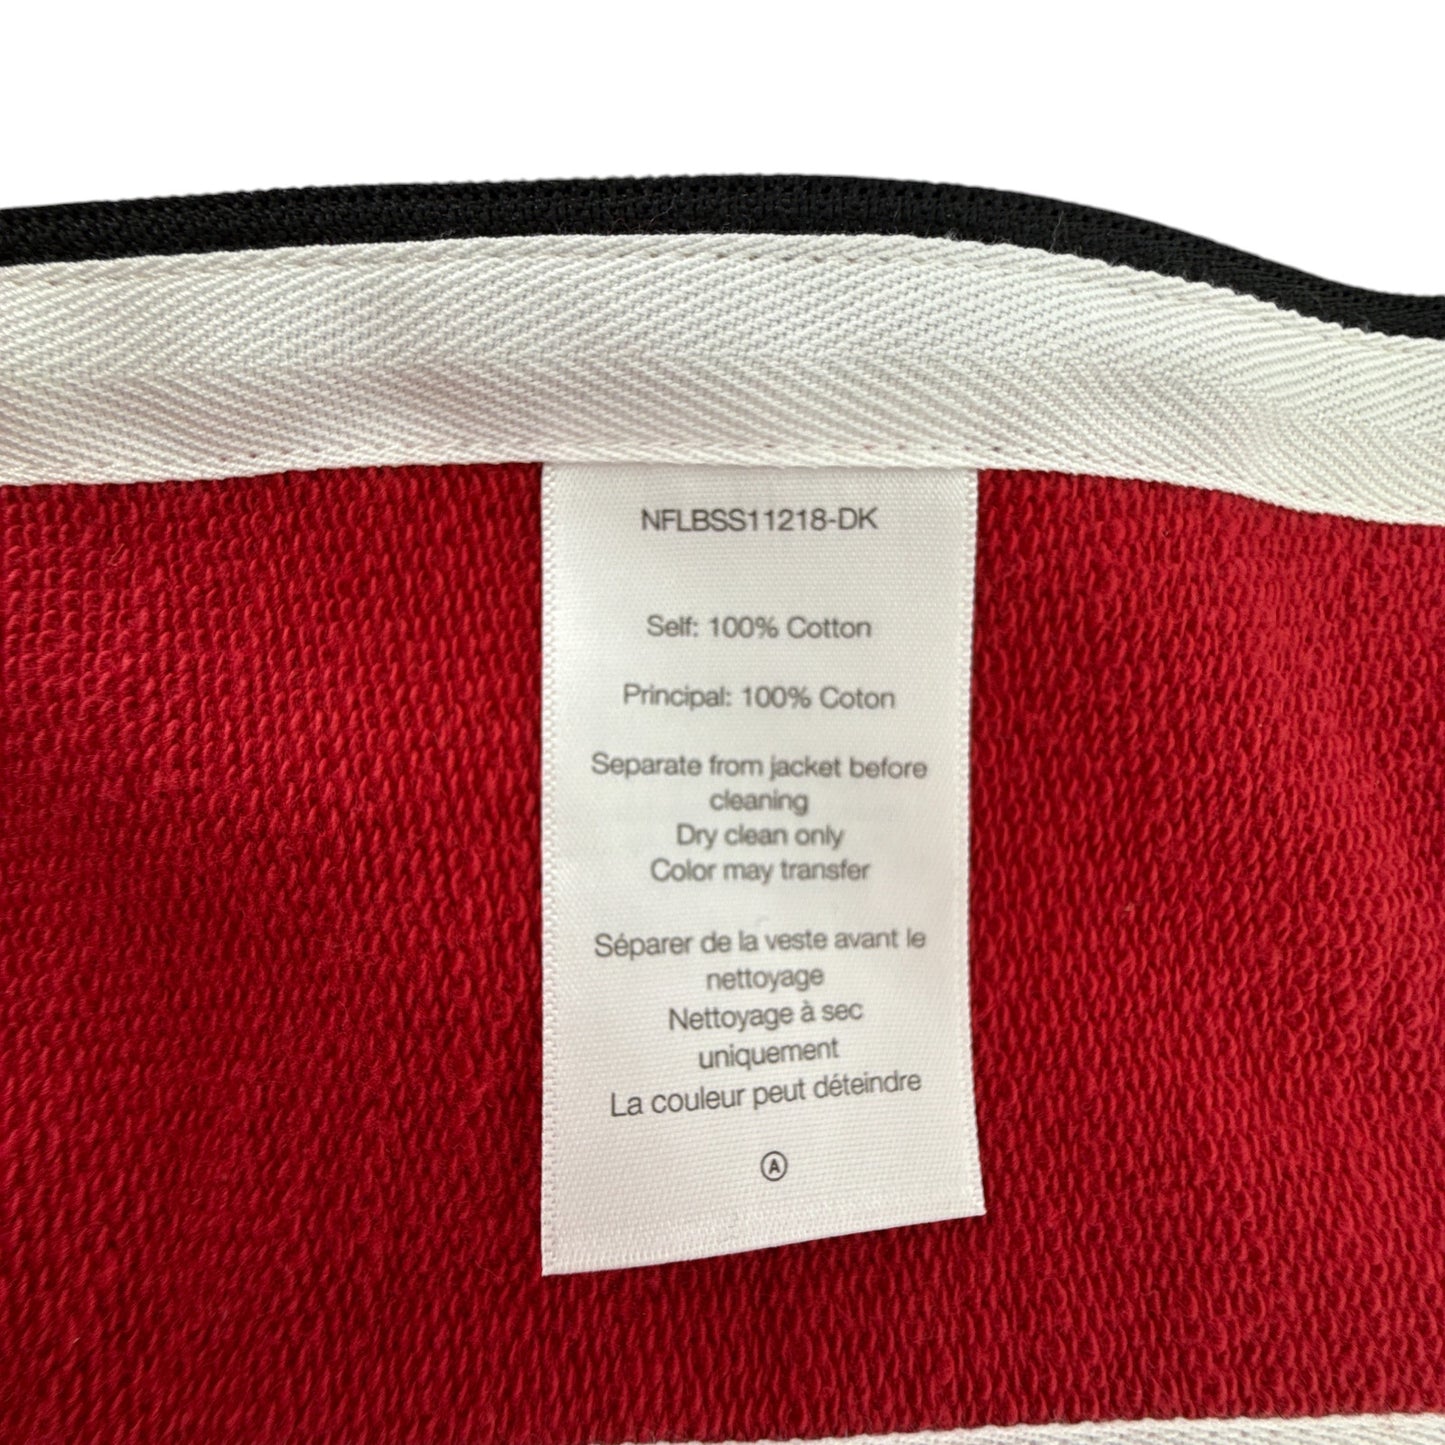 NFLBSS11218-DK
Self: 100% Cotton
Principal: 100% Coton
Separate from jacket before
cleaning
Dry clean only
Color may transfer
Séparer de la veste avant le
nettoyage
Nettoyage à sec
uniquement
La couleur peut déteindre
A